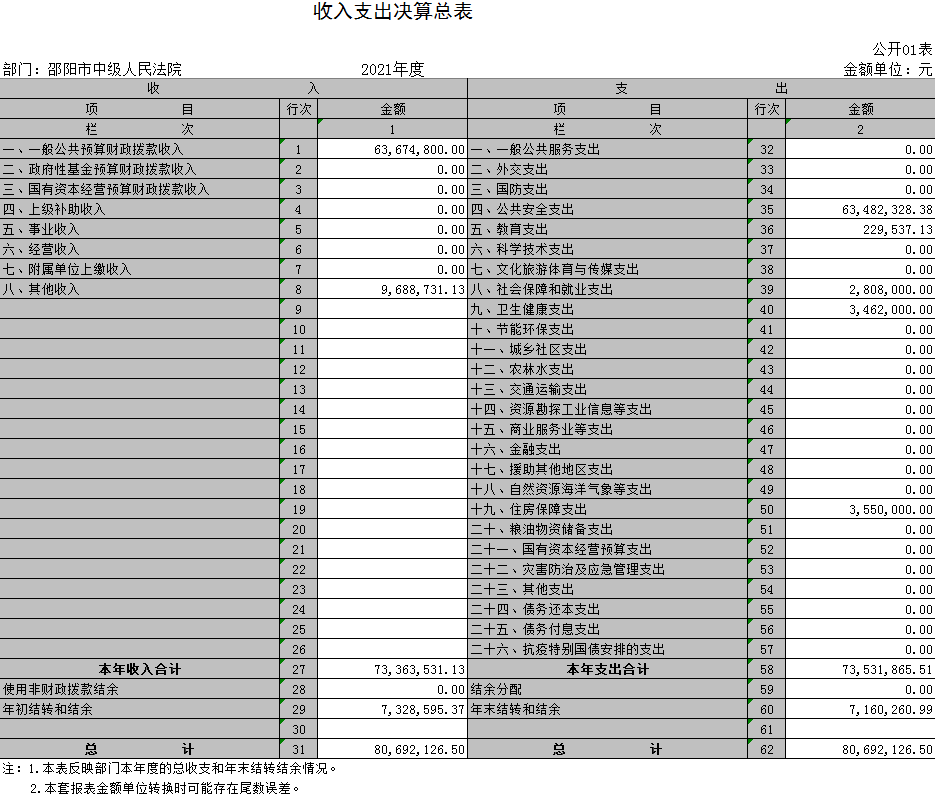 收入支出决算总表
公开01表
部门：邵阳市中级人民法院 2021年度 金额单位：元
收 入 支 出
项 目 行次 金额 项 目 行次 金额
栏 次 1 栏 次 2
一、一般公共预算财政拨款收入 1 63,674,800.00 一、一般公共服务支出 32 0.00
二、政府性基金预算财政拨款收入 2 0.00 二、外交支出 33 0.00
三、国有资本经营预算财政拨款收入 3 0.00 三、国防支出 34 0.00
四、上级补助收入 4 0.00 四、公共安全支出 35 63,482,328.38
五、事业收入 5 0.00 五、教育支出 36 229,537.13
六、经营收入 6 0.00 六、科学技术支出 37 0.00
七、附属单位上缴收入 7 0.00 七、文化旅游体育与传媒支出 38 0.00
八、其他收入 8 9,688,731.13 八、社会保障和就业支出 39 2,808,000.00
9 九、卫生健康支出 40 3,462,000.00
10 十、节能环保支出 41 0.00
11 十一、城乡社区支出 42 0.00
12 十二、农林水支出 43 0.00
13 十三、交通运输支出 44 0.00
14 十四、资源勘探工业信息等支出 45 0.00
15 十五、商业服务业等支出 46 0.00
16 十六、金融支出 47 0.00
17 十七、援助其他地区支出 48 0.00
18 十八、自然资源海洋气象等支出 49 0.00
19 十九、住房保障支出 50 3,550,000.00
20 二十、粮油物资储备支出 51 0.00
21 二十一、国有资本经营预算支出 52 0.00
22 二十二、灾害防治及应急管理支出 53 0.00
23 二十三、其他支出 54 0.00
24 二十四、债务还本支出 55 0.00
25 二十五、债务付息支出 56 0.00
26 二十六、抗疫特别国债安排的支出 57 0.00
本年收入合计 27 73,363,531.13 本年支出合计 58 73,531,865.51
使用非财政拨款结余 28 0.00 结余分配 59 0.00
年初结转和结余 29 7,328,595.37 年末结转和结余 60 7,160,260.99
30 61
总 计 31 80,692,126.50 总 计 62 80,692,126.50
注：1.本表反映部门本年度的总收支和年末结转结余情况。
2.本套报表金额单位转换时可能存在尾数误差。